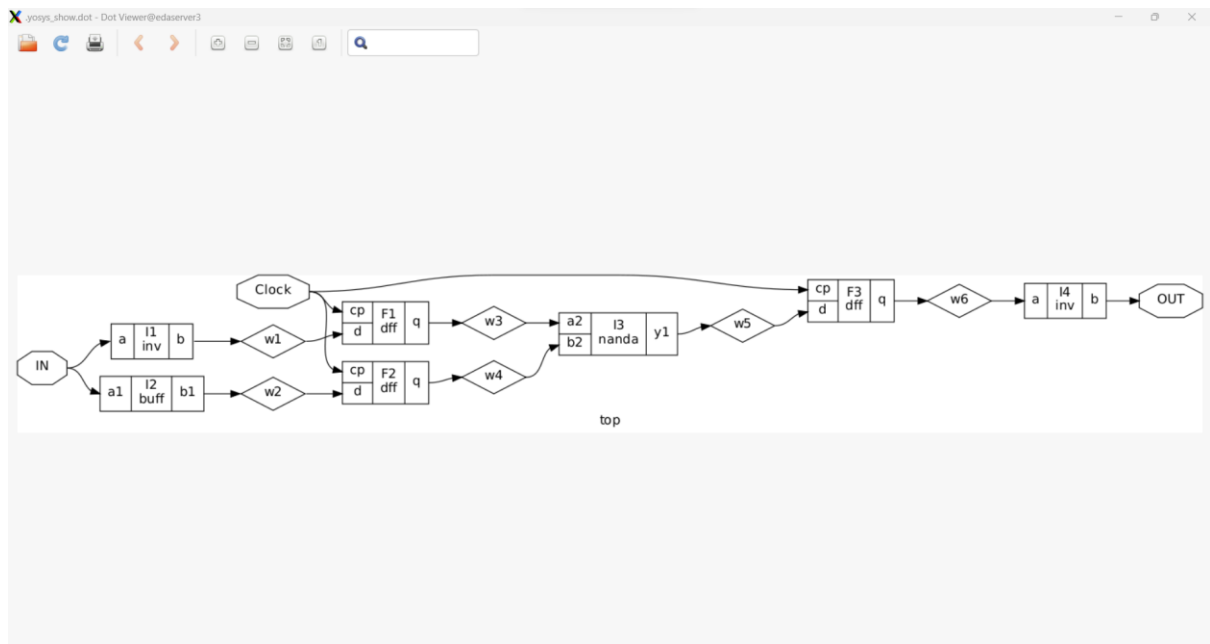 .yosys_show.dot - Dot Viewer@edaserver3
Clock
IN
a I1 inv b
a1 I2 buff b1
w1
w2
cp d F1 dff q
cp d F2 dff q
w3
w4
a2 b2 I3 nanda y1
w5
cp d F3 dff q
w6
a I4 inv b
OUT
top